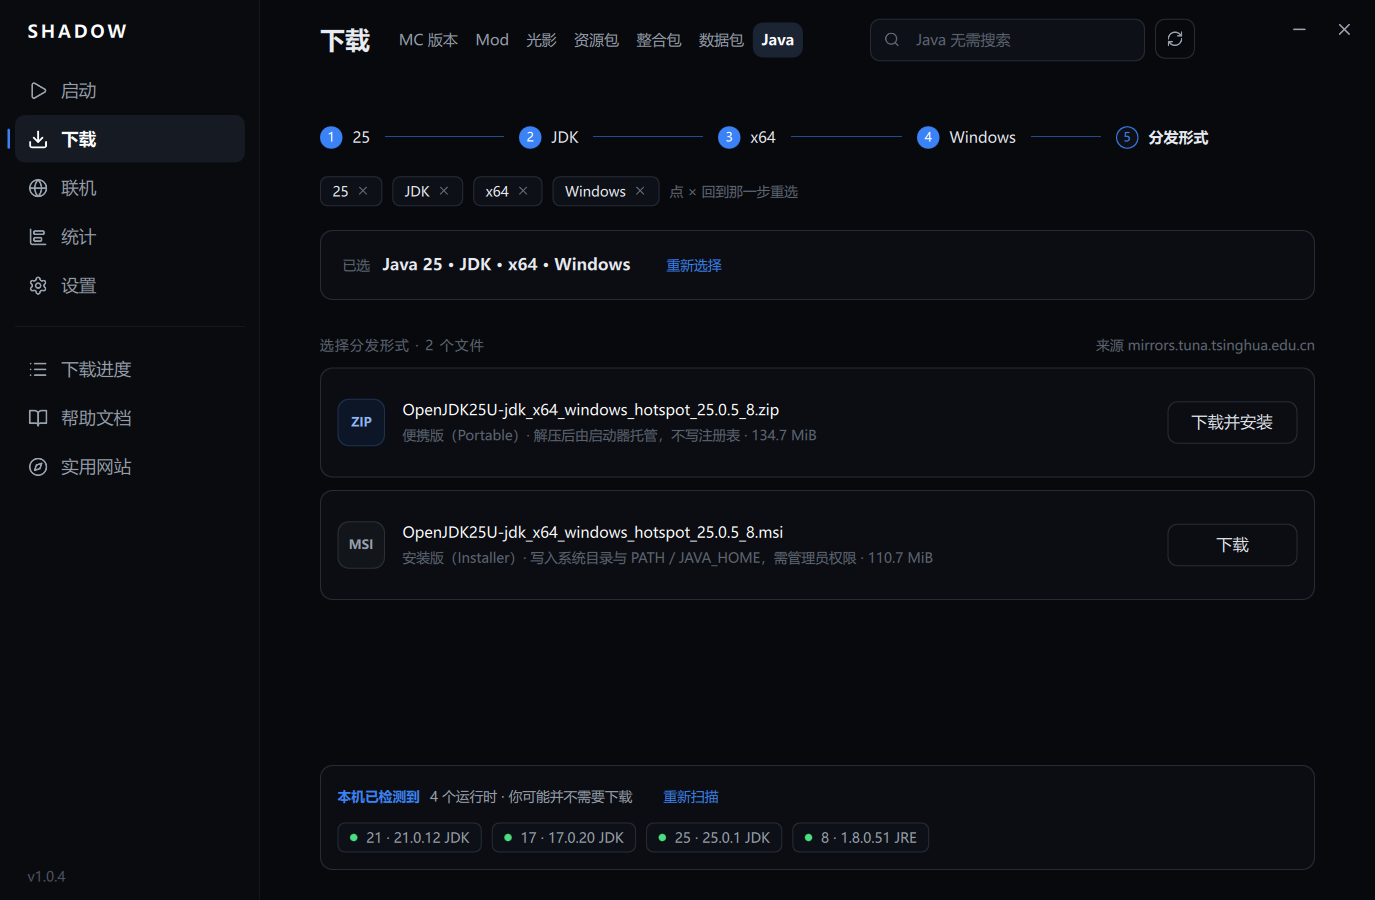 SHADOW
启动
下载
联机
统计
设置
下载进度
帮助文档
实用网站
v1.0.4
下载 MC 版本 Mod 光影 资源包 整合包 数据包 Java
Java 无需搜索
1 25 2 JDK 3 x64 4 Windows 5 分发形式
25 × JDK × x64 × Windows × 点 × 回到那一步重选
已选 Java 25 • JDK • x64 • Windows 重新选择
选择分发形式 · 2 个文件 来源 mirrors.tuna.tsinghua.edu.cn
ZIP
OpenJDK25U-jdk_x64_windows_hotspot_25.0.5_8.zip
便携版（Portable）· 解压后由启动器托管，不写注册表 · 134.7 MiB
下载并安装
MSI
OpenJDK25U-jdk_x64_windows_hotspot_25.0.5_8.msi
安装版（Installer）· 写入系统目录与 PATH / JAVA_HOME，需管理员权限 · 110.7 MiB
下载
本机已检测到 4 个运行时 · 你可能并不需要下载 重新扫描
21 · 21.0.12 JDK 17 · 17.0.20 JDK 25 · 25.0.1 JDK 8 · 1.8.0.51 JRE